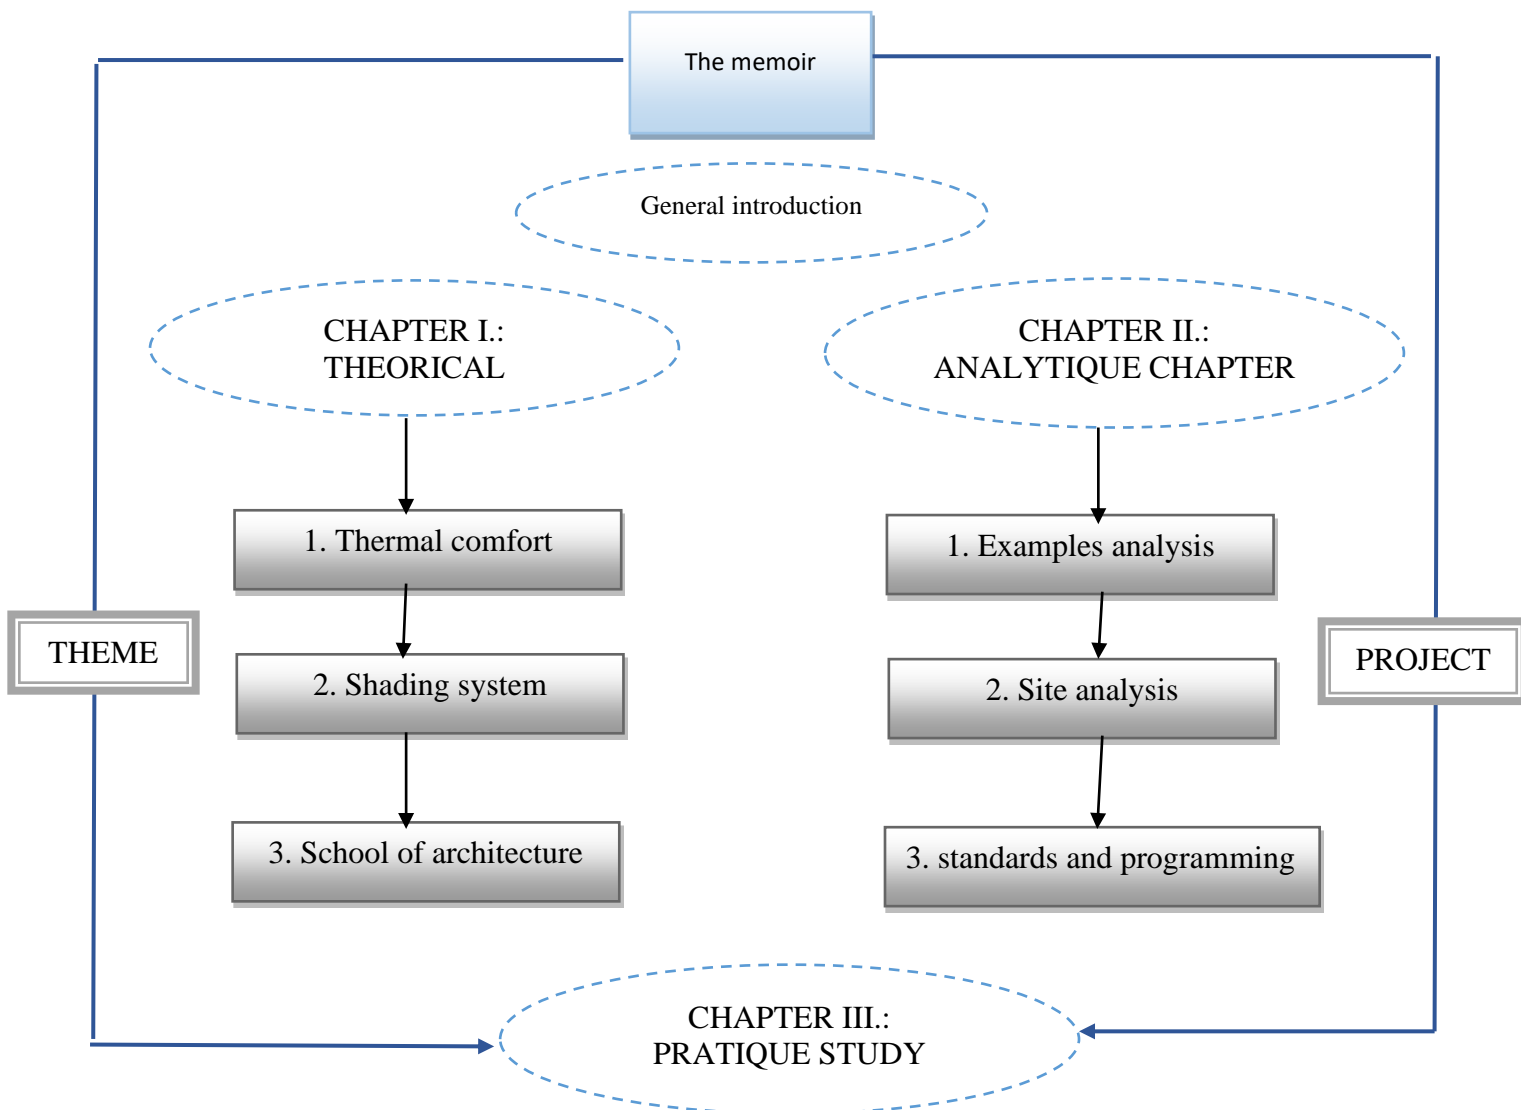 The memoir
General introduction
CHAPTER I.:
THEORICAL
CHAPTER II.:
ANALYTIQUE CHAPTER
1. Thermal comfort
1. Examples analysis
THEME
2. Shading system
2. Site analysis
PROJECT
3. School of architecture
3. standards and programming
CHAPTER III.:
PRATIQUE STUDY